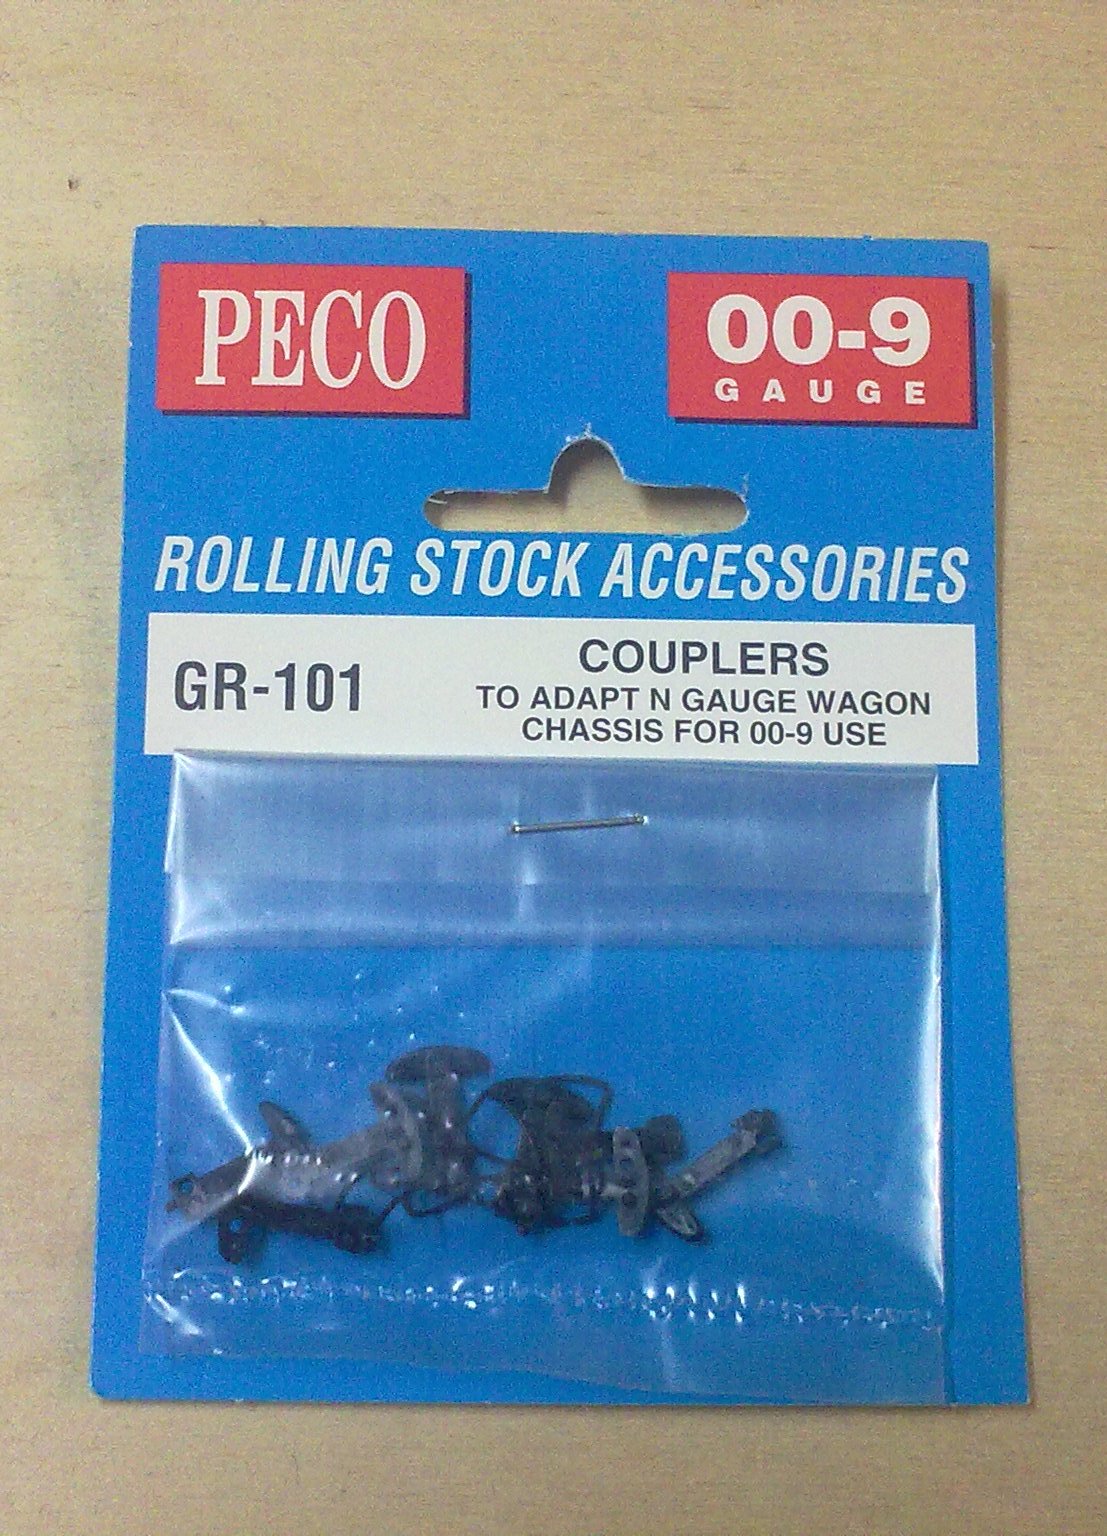 PECO
00-9
GAUGE
ROLLING STOCK ACCESSORIES
GR-101
COUPLERS
TO ADAPT N GAUGE WAGON
CHASSIS FOR 00-9 USE